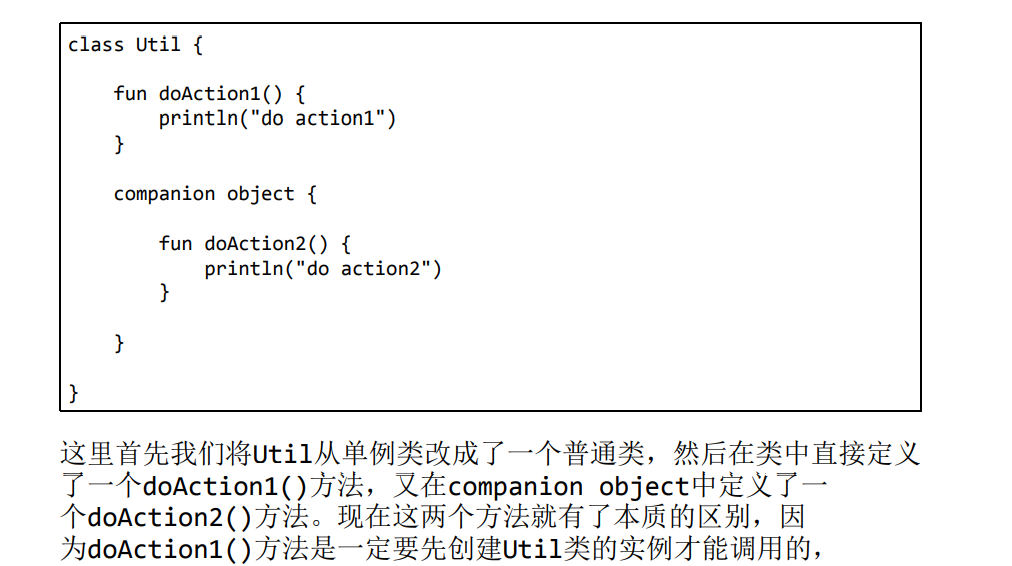 class Util {
fun doAction1() {
println("do action1")
}
companion object {
fun doAction2() {
println("do action2")
}
}
}
这里首先我们将Util从单例类改成了一个普通类，然后在类中直接定义
了一个doAction1()方法，又在companion object中定义了一
个doAction2()方法。现在这两个方法就有了本质的区别，因
为doAction1()方法是一定要先创建Util类的实例才能调用的，